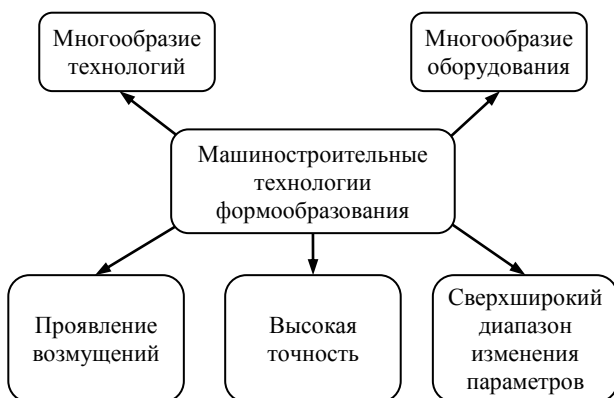 Многообразие
технологий
Многообразие
оборудования
Машиностроительные
технологии
формообразования
Проявление
возмущений
Высокая
точность
Сверхширокий
диапазон
изменения
параметров